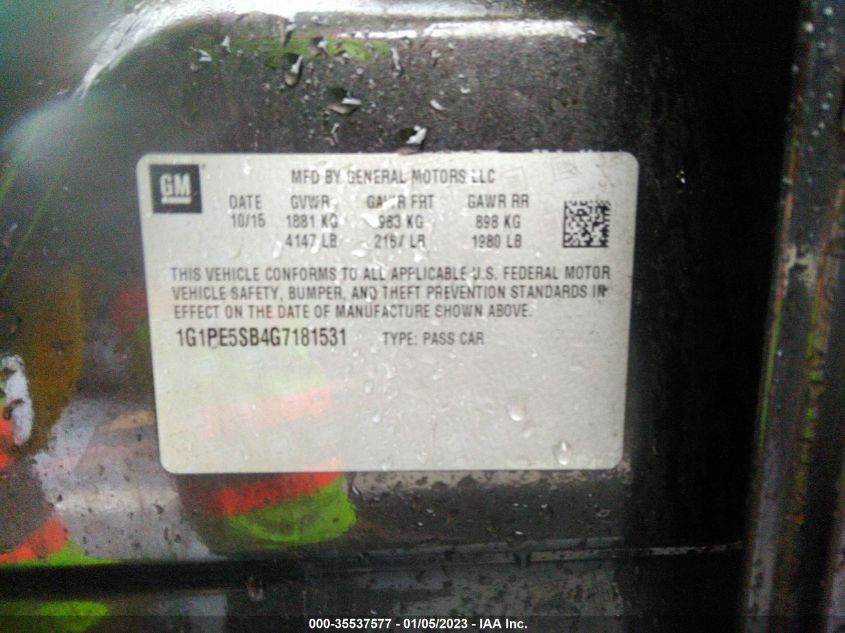 GM
MFD BY GENERAL MOTORS LLC
DATE GVWR GAWR FRT GAWR RR
10/15 1881 KG 983 KG 898 KG
4147 LB 2167 LB 1980 LB
THIS VEHICLE CONFORMS TO ALL APPLICABLE U.S. FEDERAL MOTOR
VEHICLE SAFETY, BUMPER, AND THEFT PREVENTION STANDARDS IN
EFFECT ON THE DATE OF MANUFACTURE SHOWN ABOVE.
1G1PE5SB4G7181531 TYPE: PASS CAR
000-35537577 - 01/05/2023 - IAA Inc.